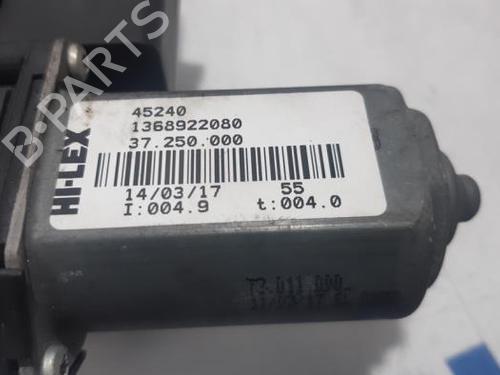 HI-LEX
45240
1368922080
37.250.000
14/03/17 55
I:004.9 t:004.0
B-PARTS